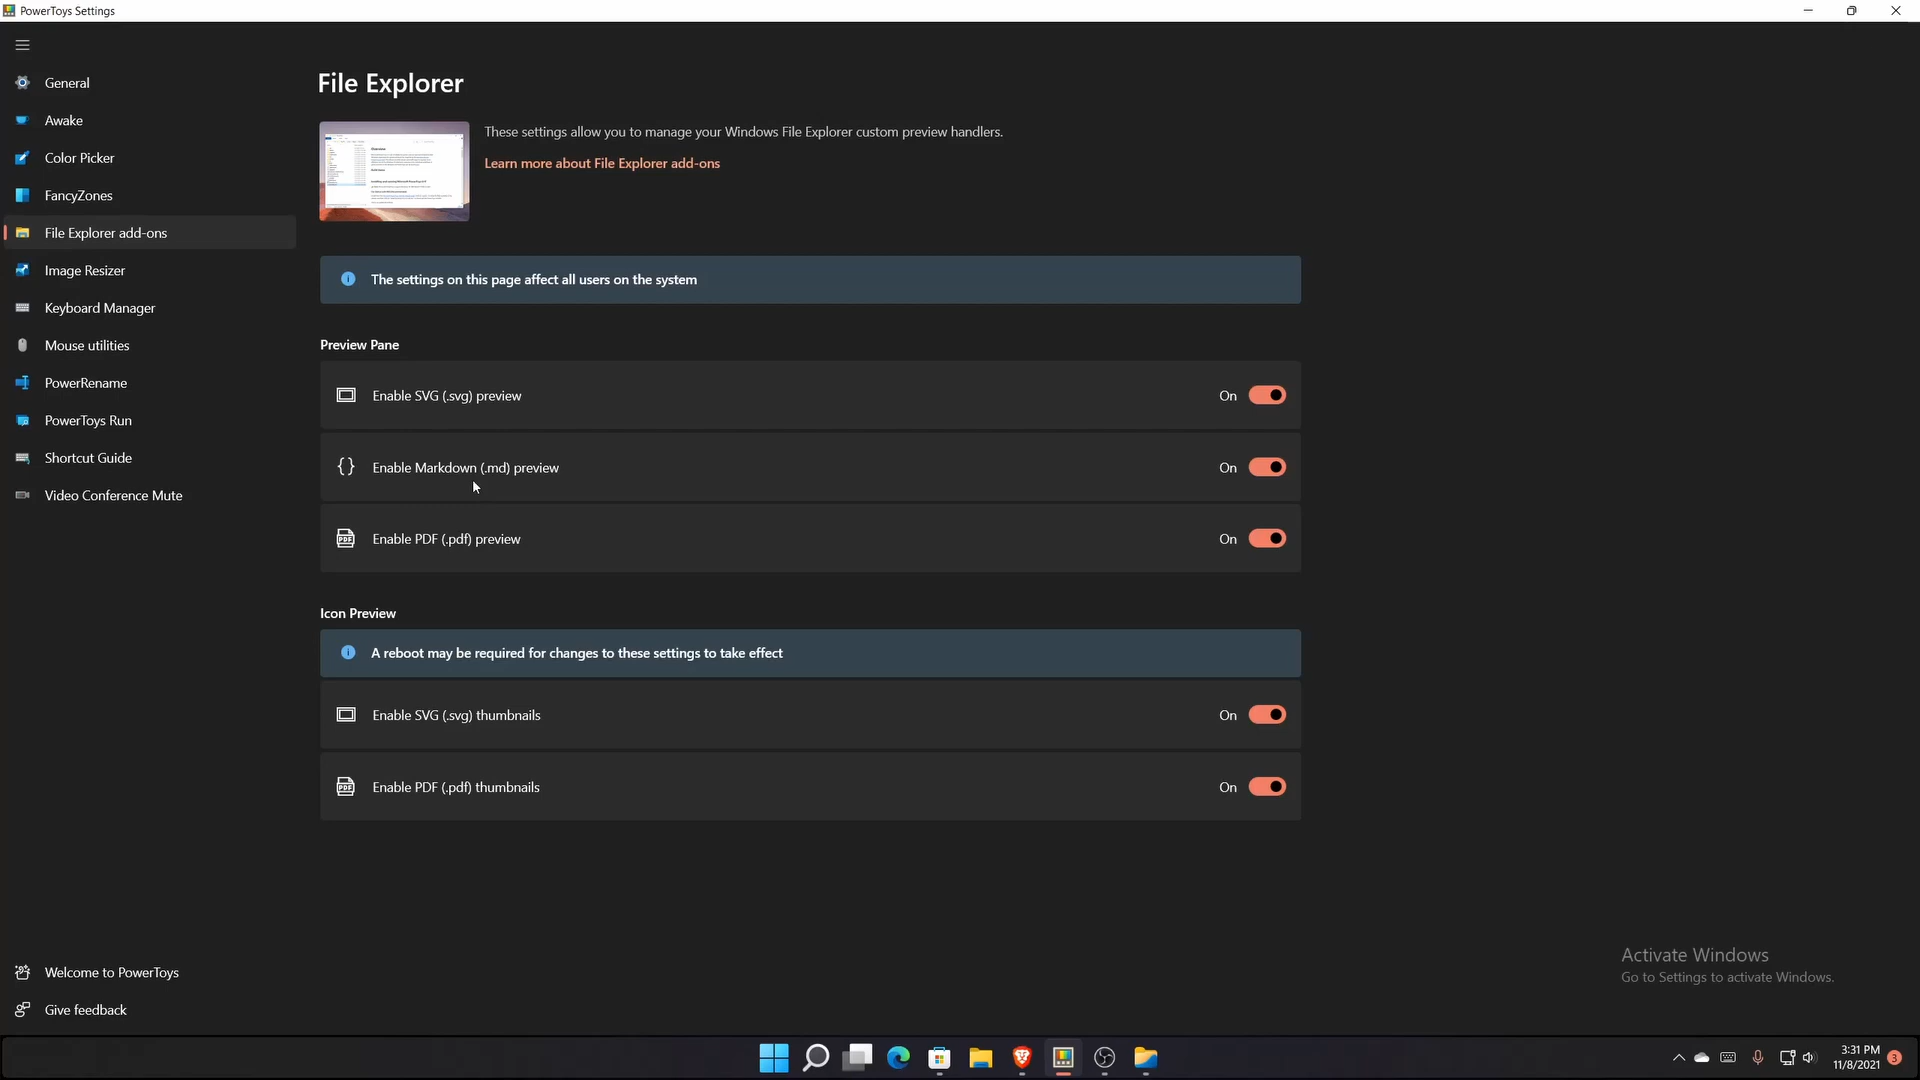 PowerToys Settings
General
Awake
Color Picker
FancyZones
File Explorer add-ons
Image Resizer
Keyboard Manager
Mouse utilities
PowerRename
PowerToys Run
Shortcut Guide
Video Conference Mute
Welcome to PowerToys
Give feedback
File Explorer
These settings allow you to manage your Windows File Explorer custom preview handlers.
Learn more about File Explorer add-ons
The settings on this page affect all users on the system
Preview Pane
Enable SVG (.svg) preview On
Enable Markdown (.md) preview On
Enable PDF (.pdf) preview On
Icon Preview
A reboot may be required for changes to these settings to take effect
Enable SVG (.svg) thumbnails On
Enable PDF (.pdf) thumbnails On
Activate Windows
Go to Settings to activate Windows.
3:31 PM
11/8/2021
3